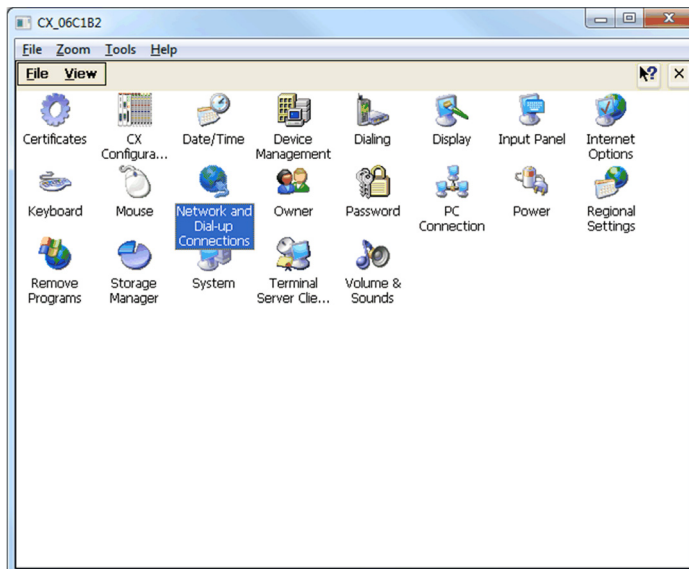 CX_06C1B2
File Zoom Tools Help
File View
Certificates
CX
Configura...
Date/Time
Device
Management
Dialing
Display
Input Panel
Internet
Options
Keyboard
Mouse
Network and
Dial-up
Connections
Owner
Password
PC
Connection
Power
Regional
Settings
Remove
Programs
Storage
Manager
System
Terminal
Server Clie...
Volume &
Sounds